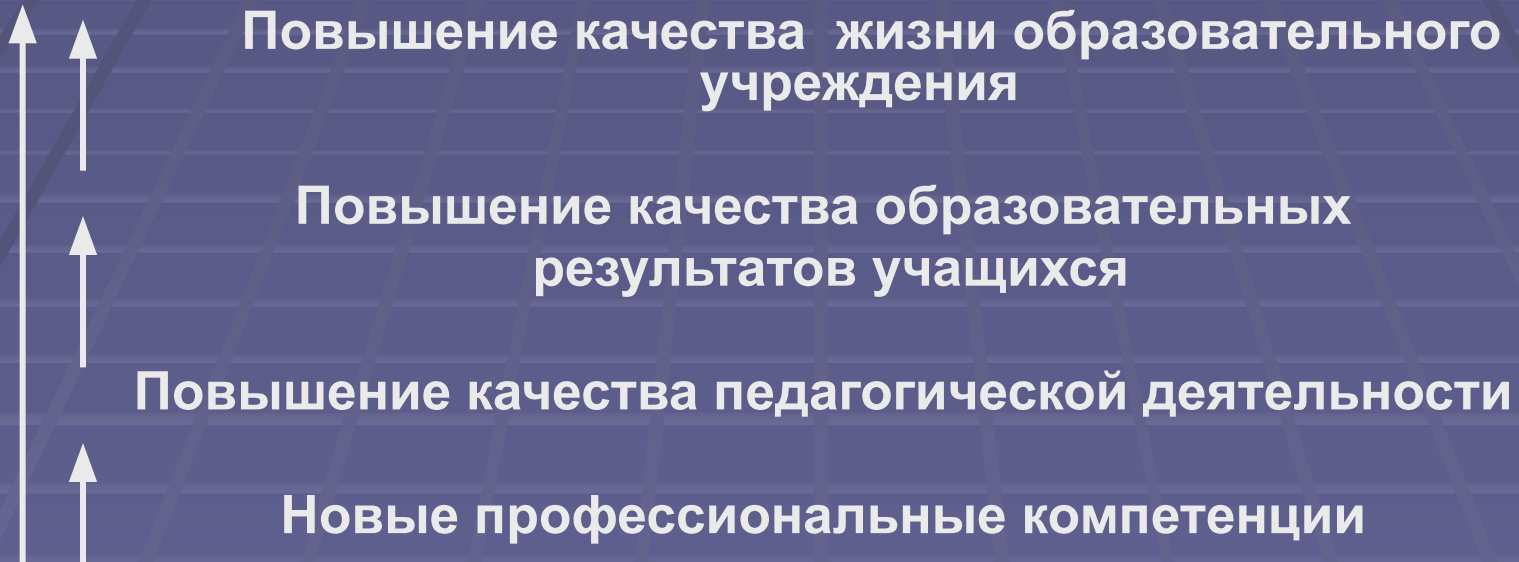 Повышение качества  жизни образовательного
учреждения
Повышение качества образовательных
результатов учащихся
Повышение качества педагогической деятельности
Новые профессиональные компетенции